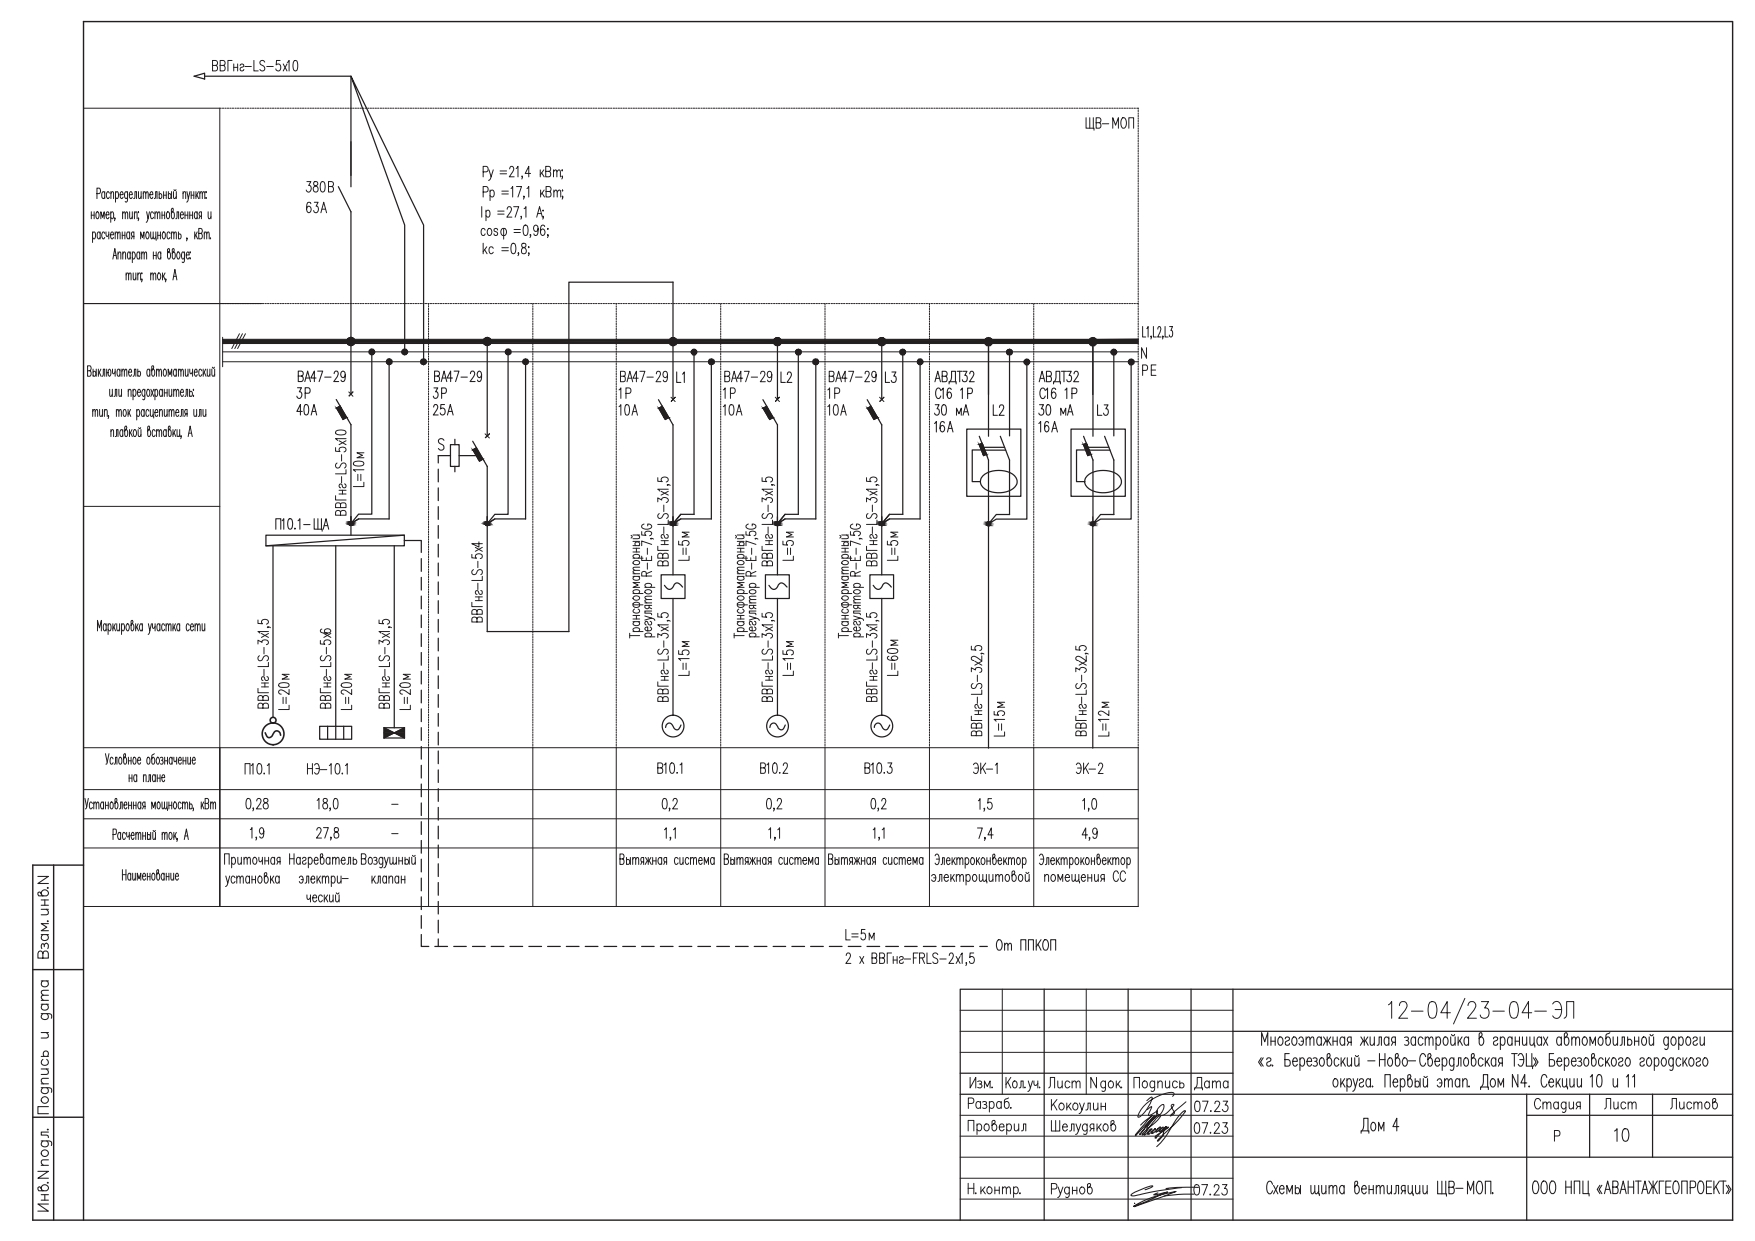 ВВГнг-LS-5х10
ЩВ-МОП
Распределительный пункт:
номер, тип; устновленная и
расчетная мощность , кВт.
Аппарат на вводе:
тип; ток, А
380В
63А
Ру =21,4 кВт;
Рр =17,1 кВт;
Iр =27,1 А;
cosφ =0,96;
kc =0,8;
L1,L2,L3
N
PE
Выключатель автоматический
или предохранитель:
тип, ток расцепителя или
плавкой вставки, А
ВА47-29
3Р
40А
ВВГнг-LS-5х10
L=10м
ВА47-29
3Р
25А
S
ВВГнг-LS-5х4
ВА47-29 L1
1Р
10А
ВВГнг-LS-3х1,5
L=5м
ВА47-29 L2
1Р
10А
ВВГнг-LS-3х1,5
L=5м
ВА47-29 L3
1Р
10А
ВВГнг-LS-3х1,5
L=5м
АВДТ32
С16 1Р
30 мА L2
16А
АВДТ32
С16 1Р
30 мА L3
16А
Маркировка участка сети
П10.1-ЩА
ВВГнг-LS-3х1,5
L=20м
ВВГнг-LS-5х6
L=20м
ВВГнг-LS-3х1,5
L=20м
Трансформаторный
регулятор R-E-7,5G
ВВГнг-LS-3х1,5
L=15м
Трансформаторный
регулятор R-E-7,5G
ВВГнг-LS-3х1,5
L=15м
Трансформаторный
регулятор R-E-7,5G
ВВГнг-LS-3х1,5
L=60м
ВВГнг-LS-3х2,5
L=15м
ВВГнг-LS-3х2,5
L=12м
Условное обозначение
на плане
П10.1 НЭ-10.1 В10.1 В10.2 В10.3 ЭК-1 ЭК-2
Установленная мощность, кВт 0,28 18,0 - 0,2 0,2 0,2 1,5 1,0
Расчетный ток, А 1,9 27,8 - 1,1 1,1 1,1 7,4 4,9
Наименование
Приточная
установка
Нагреватель
электри-
ческий
Воздушный
клапан
Вытяжная система
Вытяжная система
Вытяжная система
Электроконвектор
электрощитовой
Электроконвектор
помещения СС
L=5м
2 х ВВГнг-FRLS-2х1,5
От ППКОП
Взам. инв.N
Подпись и дата
Инв.N подл.
12-04/23-04-ЭЛ
Многоэтажная жилая застройка в границах автомобильной дороги
«г. Березовский -Ново-Свердловская ТЭЦ» Березовского городского
округа. Первый этап. Дом N4. Секции 10 и 11
Изм. Кол.уч. Лист Nдок. Подпись Дата
Разраб. Кокоулин 07.23
Проверил Шелудяков 07.23
Н.контр. Руднов 07.23
Дом 4
Стадия Лист Листов
Р 10
Схемы щита вентиляции ЩВ-МОП.
ООО НПЦ «АВАНТАЖГЕОПРОЕКТ»